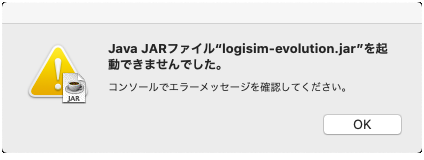 Java JARファイル“logisim-evolution.jar”を起
動できませんでした。
コンソールでエラーメッセージを確認してください。
JAR
OK